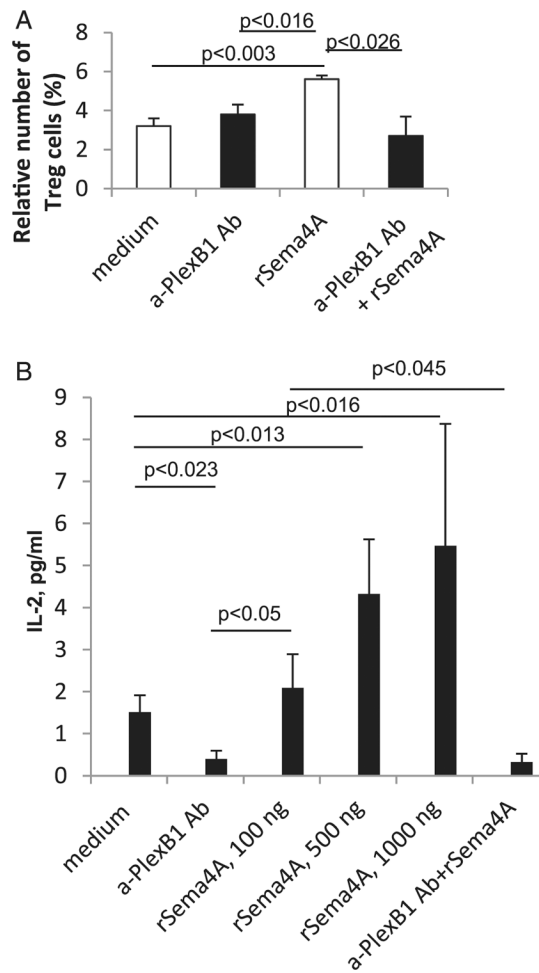 A
Relative number of
Treg cells (%)
8
6
4
2
0
p<0.016
p<0.003
p<0.026
medium
a-PlexB1 Ab
rSema4A
a-PlexB1 Ab
+ rSema4A
B
IL-2, pg/ml
9
8
7
6
5
4
3
2
1
0
p<0.045
p<0.016
p<0.013
p<0.023
p<0.05
medium
a-PlexB1 Ab
rSema4A, 100 ng
rSema4A, 500 ng
rSema4A, 1000 ng
a-PlexB1 Ab+rSema4A